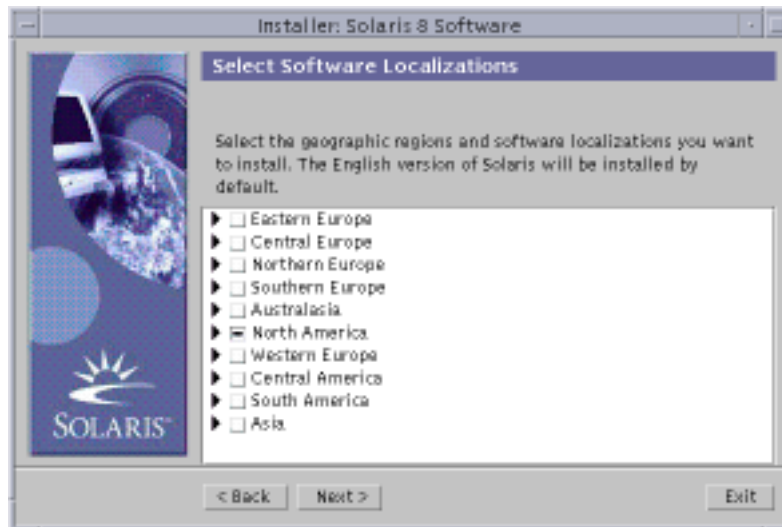 Installer: Solaris 8 Software
Select Software Localizations
Select the geographic regions and software localizations you want
to install. The English version of Solaris will be installed by
default.
Eastern Europe
Central Europe
Northern Europe
Southern Europe
Australasia
North America
Western Europe
Central America
South America
Asia
SOLARIS™
< Back
Next >
Exit